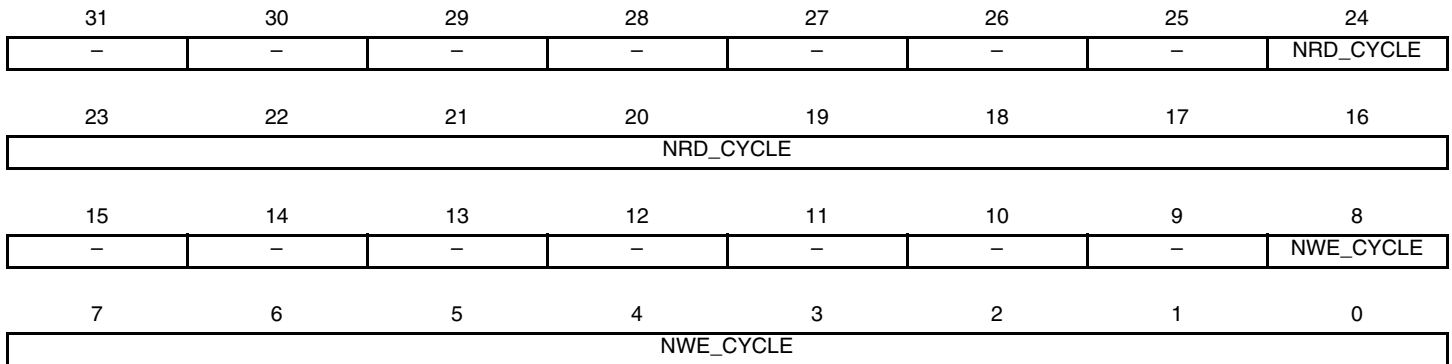 31 30 29 28 27 26 25 24
– – – – – – – NRD_CYCLE
23 22 21 20 19 18 17 16
NRD_CYCLE
15 14 13 12 11 10 9 8
– – – – – – – NWE_CYCLE
7 6 5 4 3 2 1 0
NWE_CYCLE